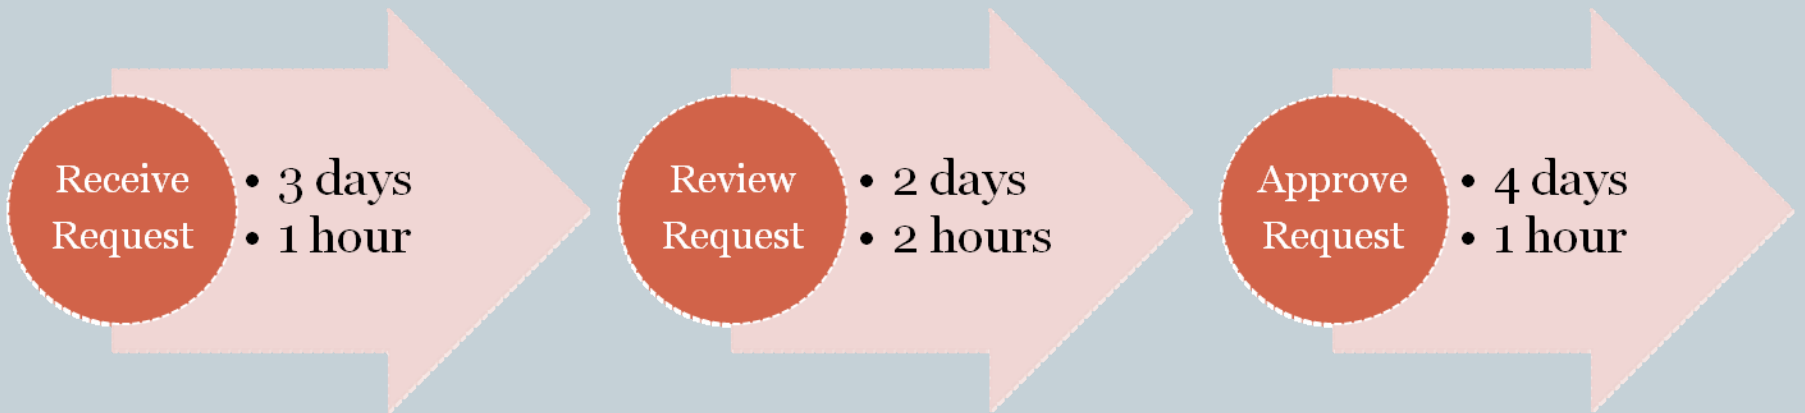 Receive
Request
• 3 days
• 1 hour
Review
Request
• 2 days
• 2 hours
Approve
Request
• 4 days
• 1 hour